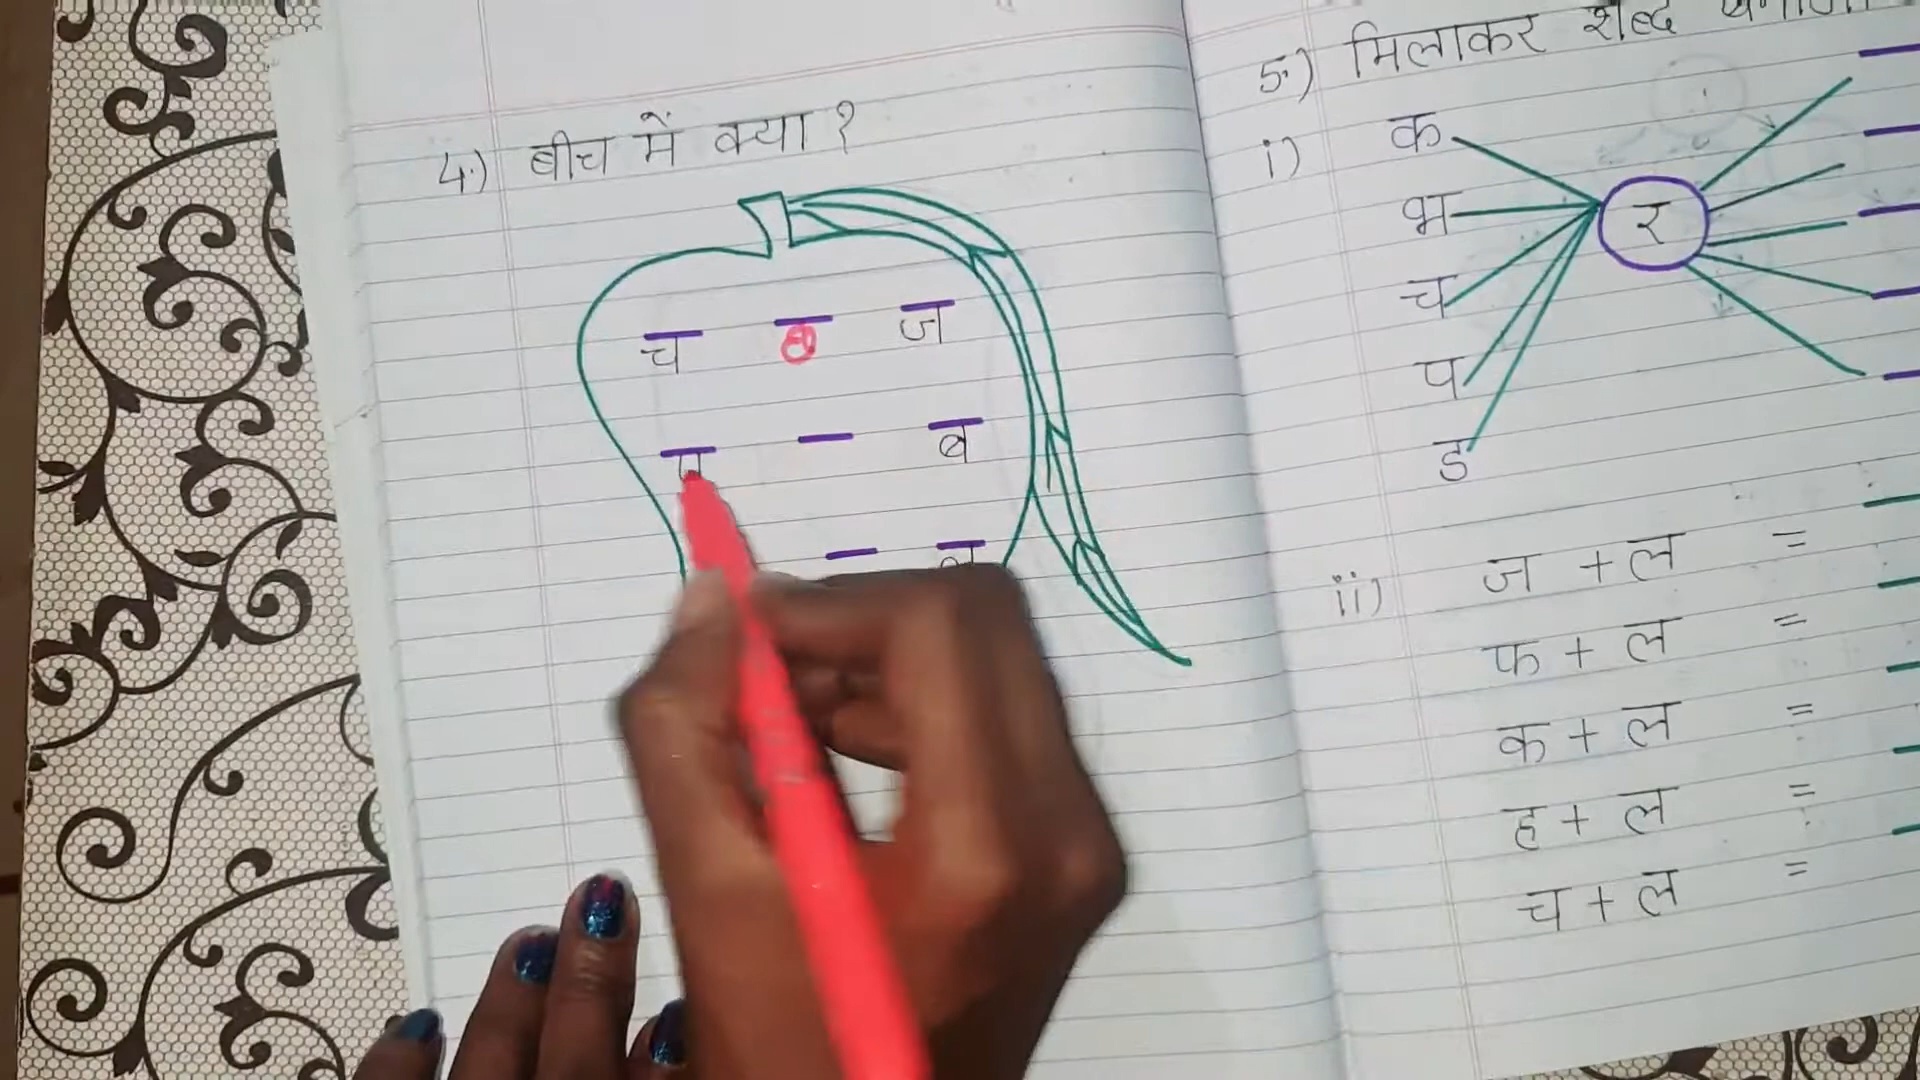 4.) बीच में क्या ?
च छ ज
प _ ब
_ ल
5.) मिलाकर शब्द
i) क
भ
च
प
ड
र
ii) ज + ल =
फ + ल =
क + ल =
ह + ल =
च + ल =